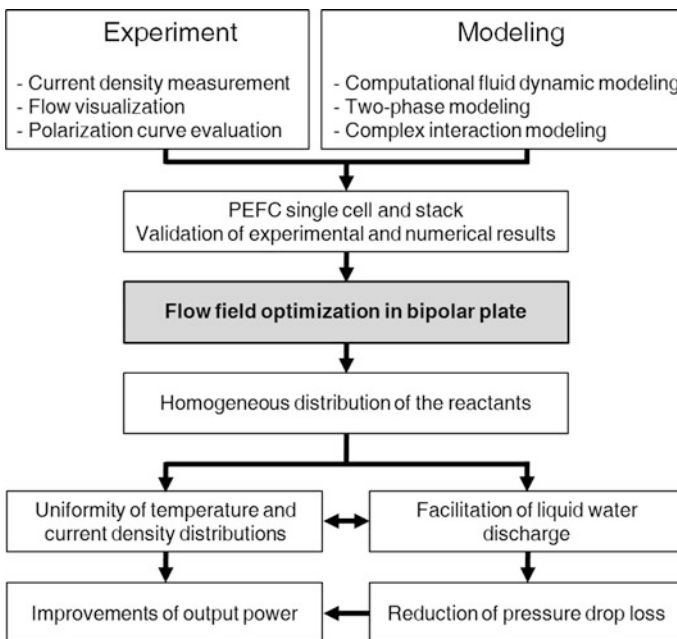 Experiment
- Current density measurement
- Flow visualization
- Polarization curve evaluation
Modeling
- Computational fluid dynamic modeling
- Two-phase modeling
- Complex interaction modeling
PEFC single cell and stack
Validation of experimental and numerical results
Flow field optimization in bipolar plate
Homogeneous distribution of the reactants
Uniformity of temperature and
current density distributions
Facilitation of liquid water
discharge
Improvements of output power
Reduction of pressure drop loss